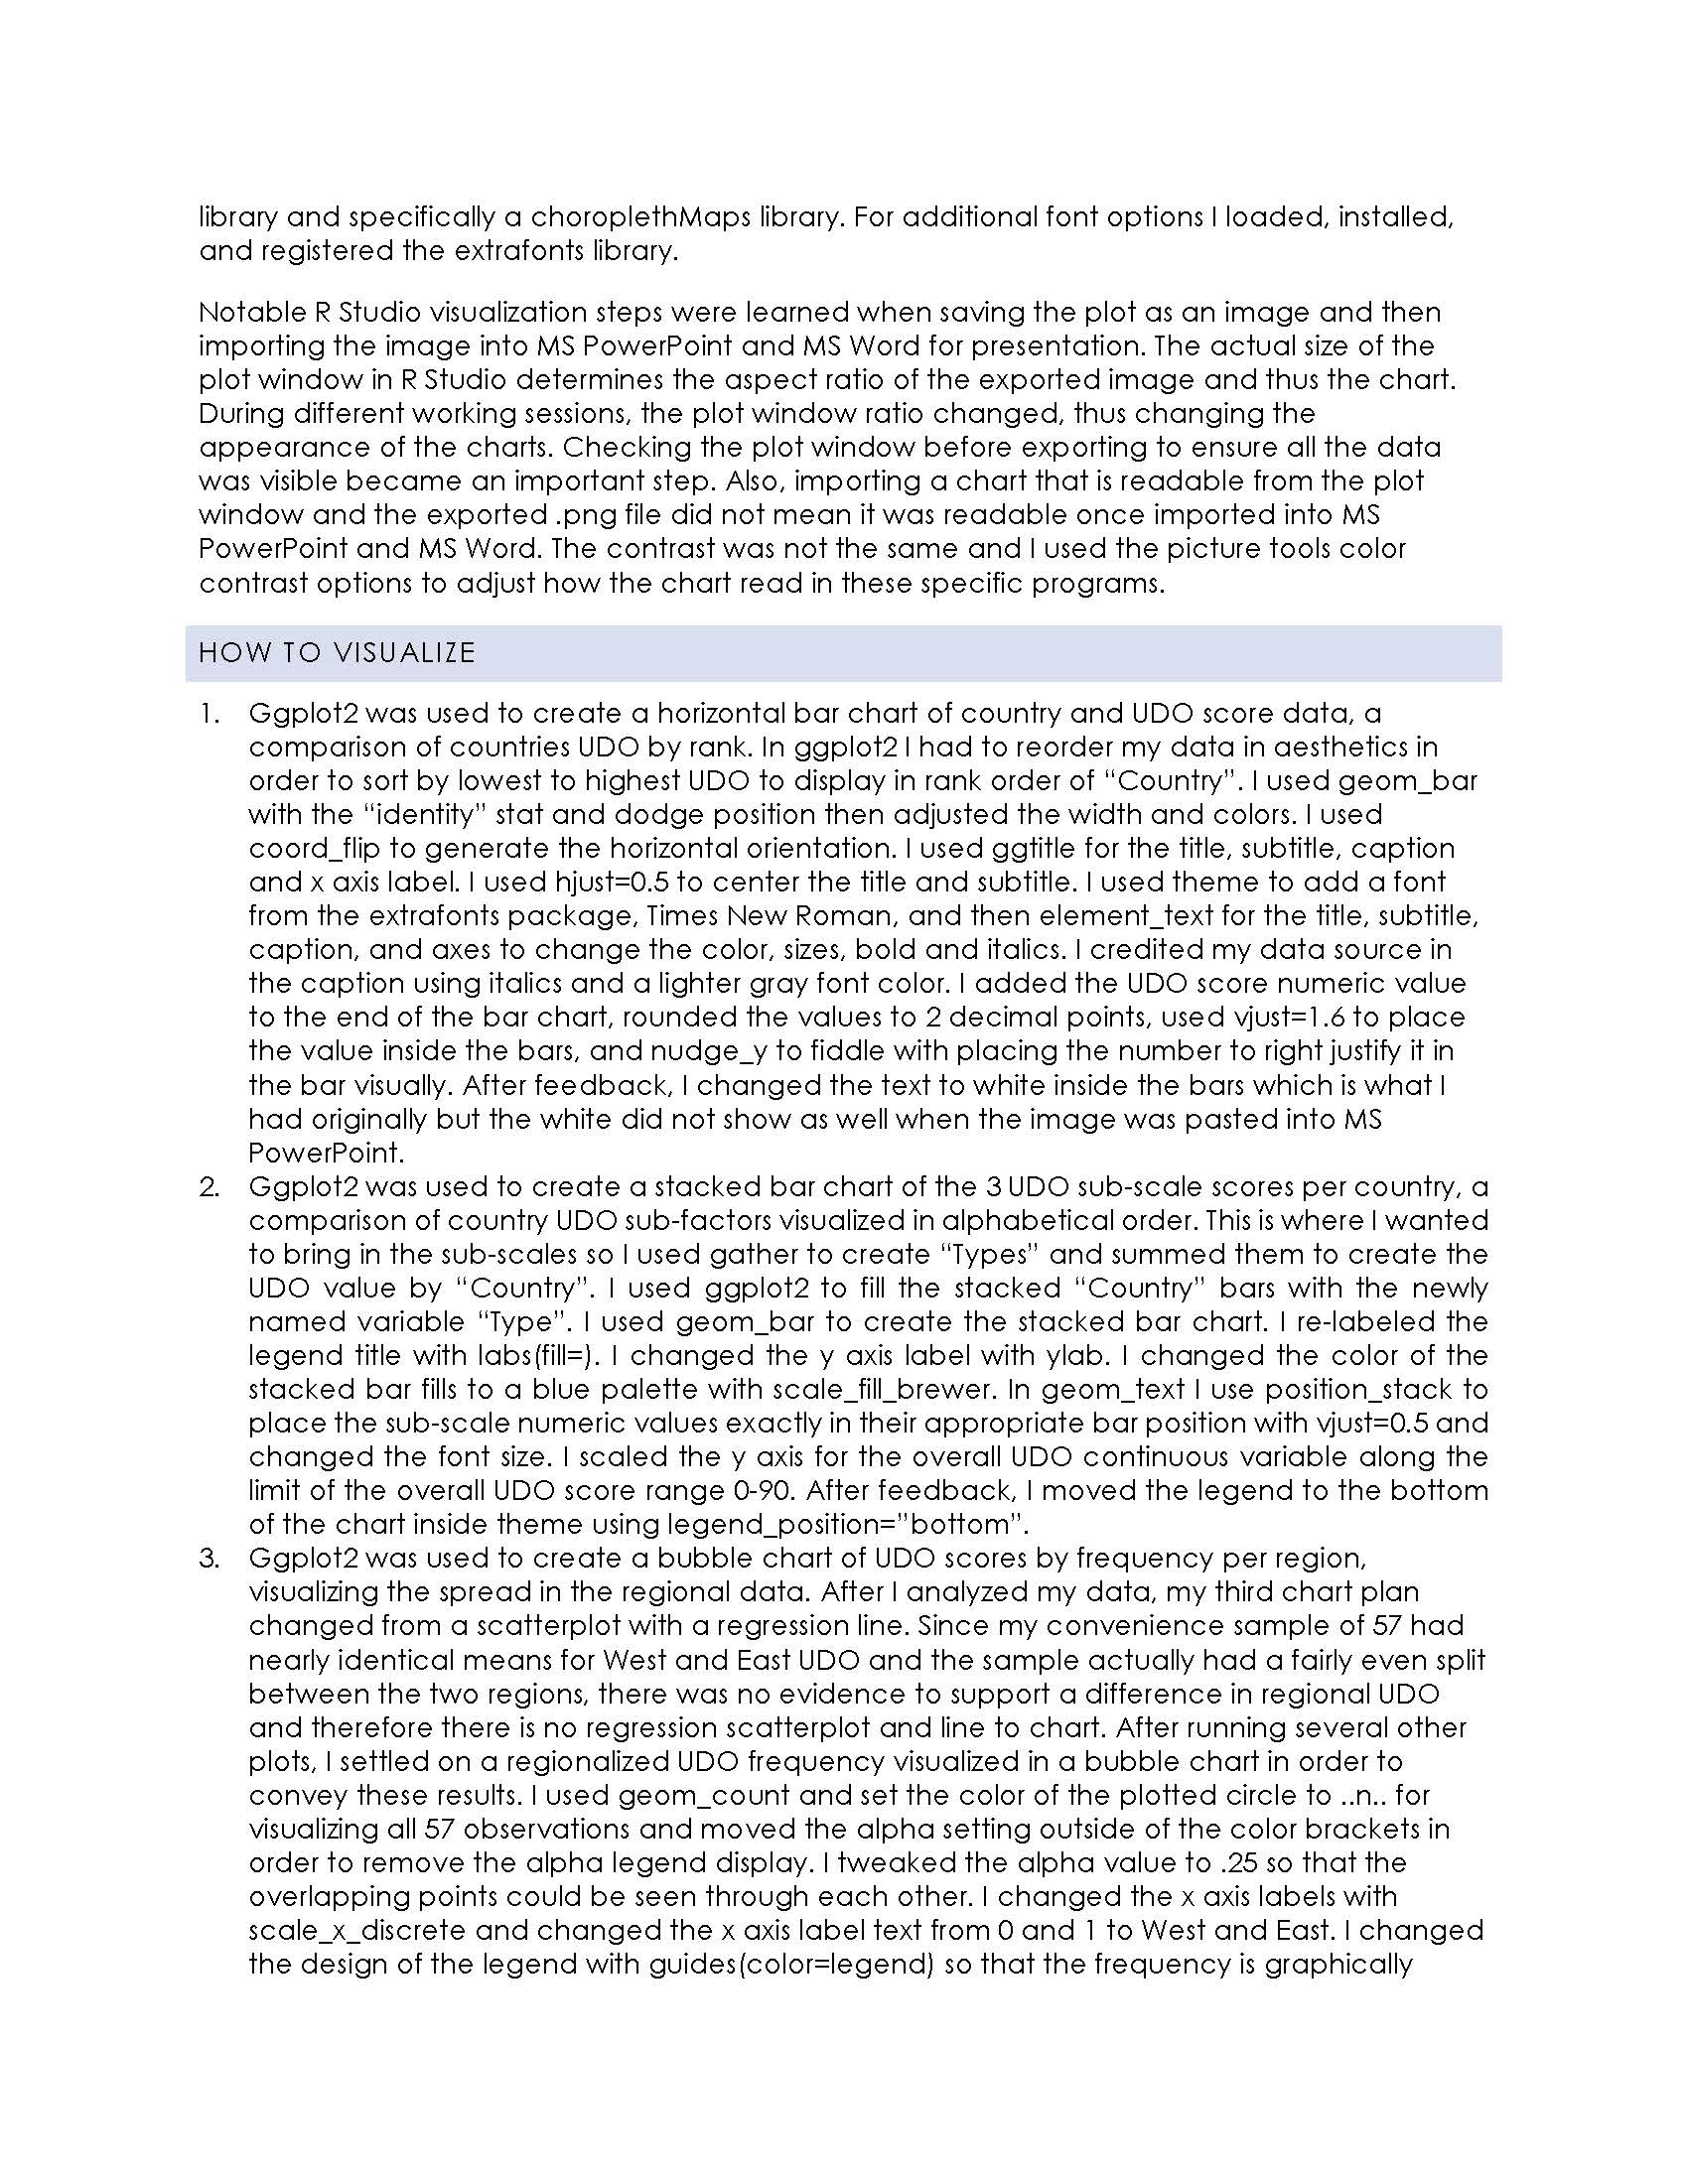 library and specifically a choroplethMaps library. For additional font options I loaded, installed,
and registered the extrafonts library.
Notable R Studio visualization steps were learned when saving the plot as an image and then
importing the image into MS PowerPoint and MS Word for presentation. The actual size of the
plot window in R Studio determines the aspect ratio of the exported image and thus the chart.
During different working sessions, the plot window ratio changed, thus changing the
appearance of the charts. Checking the plot window before exporting to ensure all the data
was visible became an important step. Also, importing a chart that is readable from the plot
window and the exported .png file did not mean it was readable once imported into MS
PowerPoint and MS Word. The contrast was not the same and I used the picture tools color
contrast options to adjust how the chart read in these specific programs.
HOW TO VISUALIZE
1. Ggplot2 was used to create a horizontal bar chart of country and UDO score data, a
comparison of countries UDO by rank. In ggplot2 I had to reorder my data in aesthetics in
order to sort by lowest to highest UDO to display in rank order of “Country”. I used geom_bar
with the “identity” stat and dodge position then adjusted the width and colors. I used
coord_flip to generate the horizontal orientation. I used ggtitle for the title, subtitle, caption
and x axis label. I used hjust=0.5 to center the title and subtitle. I used theme to add a font
from the extrafonts package, Times New Roman, and then element_text for the title, subtitle,
caption, and axes to change the color, sizes, bold and italics. I credited my data source in
the caption using italics and a lighter gray font color. I added the UDO score numeric value
to the end of the bar chart, rounded the values to 2 decimal points, used vjust=1.6 to place
the value inside the bars, and nudge_y to fiddle with placing the number to right justify it in
the bar visually. After feedback, I changed the text to white inside the bars which is what I
had originally but the white did not show as well when the image was pasted into MS
PowerPoint.
2. Ggplot2 was used to create a stacked bar chart of the 3 UDO sub-scale scores per country, a
comparison of country UDO sub-factors visualized in alphabetical order. This is where I wanted
to bring in the sub-scales so I used gather to create “Types” and summed them to create the
UDO value by “Country”. I used ggplot2 to fill the stacked “Country” bars with the newly
named variable “Type”. I used geom_bar to create the stacked bar chart. I re-labeled the
legend title with labs(fill=). I changed the y axis label with ylab. I changed the color of the
stacked bar fills to a blue palette with scale_fill_brewer. In geom_text I use position_stack to
place the sub-scale numeric values exactly in their appropriate bar position with vjust=0.5 and
changed the font size. I scaled the y axis for the overall UDO continuous variable along the
limit of the overall UDO score range 0-90. After feedback, I moved the legend to the bottom
of the chart inside theme using legend_position=”bottom”.
3. Ggplot2 was used to create a bubble chart of UDO scores by frequency per region,
visualizing the spread in the regional data. After I analyzed my data, my third chart plan
changed from a scatterplot with a regression line. Since my convenience sample of 57 had
nearly identical means for West and East UDO and the sample actually had a fairly even split
between the two regions, there was no evidence to support a difference in regional UDO
and therefore there is no regression scatterplot and line to chart. After running several other
plots, I settled on a regionalized UDO frequency visualized in a bubble chart in order to
convey these results. I used geom_count and set the color of the plotted circle to ..n.. for
visualizing all 57 observations and moved the alpha setting outside of the color brackets in
order to remove the alpha legend display. I tweaked the alpha value to .25 so that the
overlapping points could be seen through each other. I changed the x axis labels with
scale_x_discrete and changed the x axis label text from 0 and 1 to West and East. I changed
the design of the legend with guides(color=legend) so that the frequency is graphically